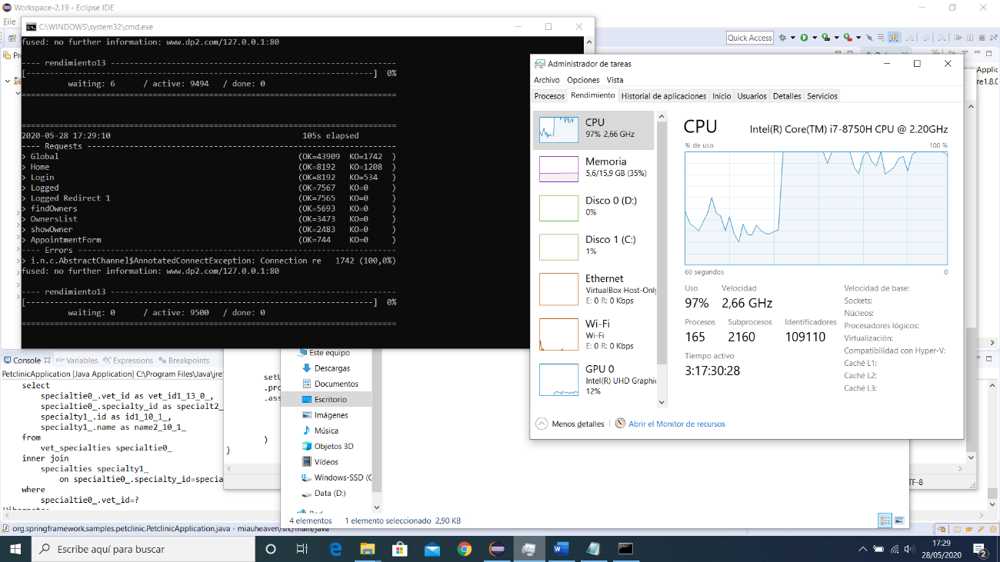 Workspace-2.19 - Eclipse IDE
File
C:\WINDOWS\system32\cmd.exe
Quick Access
fused: no further information: www.dp2.com/127.0.0.1:80
---- rendimiento13 -------------------------------------------------------------
[--------------------------------------------------------------------------]  0%
waiting: 6      / active: 9494   / done: 0
================================================================================
================================================================================
2020-05-28 17:29:10                                         105s elapsed
---- Requests ------------------------------------------------------------------
> Global                                                   (OK=43909  KO=1742  )
> Home                                                     (OK=8192   KO=1208  )
> Login                                                    (OK=8192   KO=534   )
> Logged                                                   (OK=7567   KO=0     )
> Logged Redirect 1                                        (OK=7565   KO=0     )
> findOwners                                               (OK=5693   KO=0     )
> OwnersList                                               (OK=3473   KO=0     )
> showOwner                                                (OK=2483   KO=0     )
> AppointmentForm                                          (OK=744    KO=0     )
---- Errors --------------------------------------------------------------------
> i.n.c.AbstractChannel$AnnotatedConnectException: Connection re   1742 (100,0%)
fused: no further information: www.dp2.com/127.0.0.1:80
---- rendimiento13 -------------------------------------------------------------
[--------------------------------------------------------------------------]  0%
waiting: 0      / active: 9500   / done: 0
================================================================================
Administrador de tareas
Archivo Opciones Vista
Procesos Rendimiento Historial de aplicaciones Inicio Usuarios Detalles Servicios
CPU
97% 2,66 GHz
Memoria
5,6/15,9 GB (35%)
Disco 0 (D:)
0%
Disco 1 (C:)
1%
Ethernet
VirtualBox Host-Only
E: 0 R: 0 Kbps
Wi-Fi
Wi-Fi
E: 0 R: 0 Kbps
GPU 0
Intel(R) UHD Graphic
12%
CPU Intel(R) Core(TM) i7-8750H CPU @ 2.20GHz
% de uso 100 %
60 segundos 0
Uso Velocidad
97% 2,66 GHz
Procesos Subprocesos Identificadores
165 2160 109110
Tiempo activo
3:17:30:28
Velocidad de base:
Sockets:
Núcleos:
Procesadores lógicos:
Virtualización:
Compatibilidad con Hyper-V:
Caché L1:
Caché L2:
Caché L3:
Menos detalles Abrir el Monitor de recursos
Applic
re1.8.0
Console Variables Expressions Breakpoints
PetclinicApplication [Java Application] C:\Program Files\Java\jre
select
specialtie0_.vet_id as vet_id1_13_0_,
specialtie0_.specialty_id as specialt2_
specialty1_.id as id1_10_1_,
specialty1_.name as name2_10_1_
from
vet_specialties specialtie0_
inner join
specialties specialty1_
on specialtie0_.specialty_id=specia
where
specialtie0_.vet_id=?
Hibernate:
setU
.pro
.ass
)
}
Este equipo
Descargas
Documentos
Escritorio
Imágenes
Música
Objetos 3D
Vídeos
Windows-SSD (C
Data (D:)
Red
4 elementos 1 elemento seleccionado 2,90 KB
TF-8
org.springframework.samples.petclinic.PetclinicApplication.java - miauheaven/src/main/java
Escribe aquí para buscar
17:29
28/05/2020
2